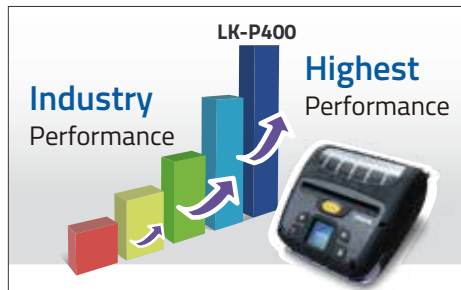 LK-P400
Industry
Performance
Highest
Performance